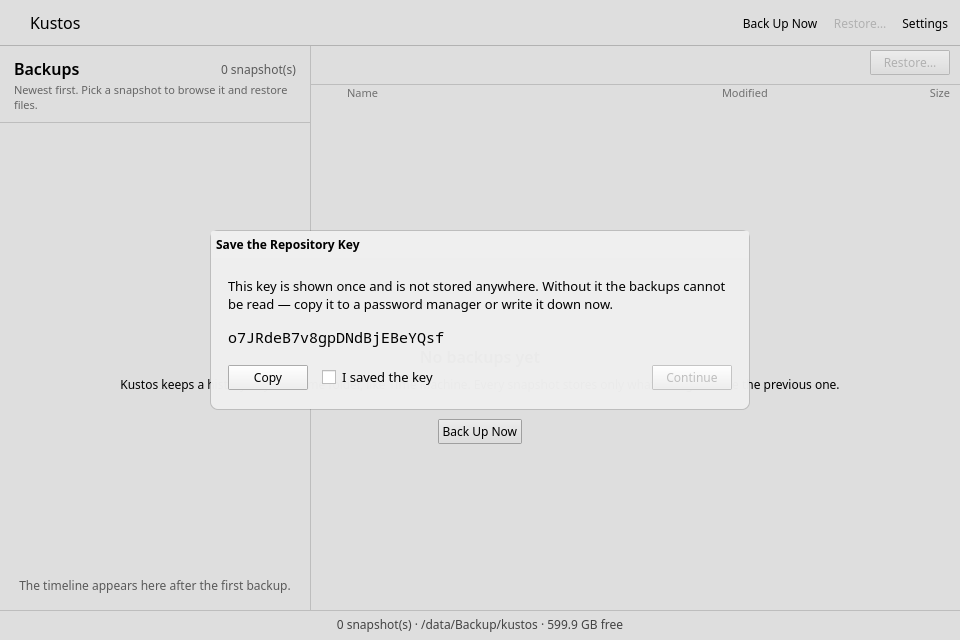 Kustos
Back Up Now Restore... Settings
Backups 0 snapshot(s)
Newest first. Pick a snapshot to browse it and restore
files.
Restore...
Name Modified Size
Save the Repository Key
This key is shown once and is not stored anywhere. Without it the backups cannot
be read — copy it to a password manager or write it down now.
o7JRdeB7v8gpDNdBjEBeYQsf
No backups yet
Copy I saved the key Continue
Kustos keeps a h
he previous one.
Back Up Now
The timeline appears here after the first backup.
0 snapshot(s) · /data/Backup/kustos · 599.9 GB free